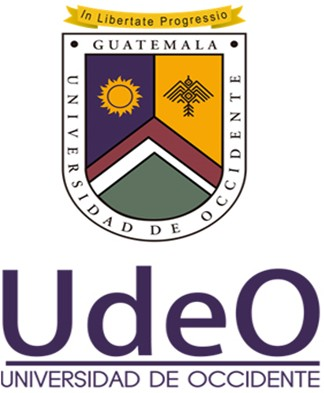 In Libertate Progressio
• GUATEMALA •
UNIVERSIDAD DE OCCIDENTE
UdeO
UNIVERSIDAD DE OCCIDENTE